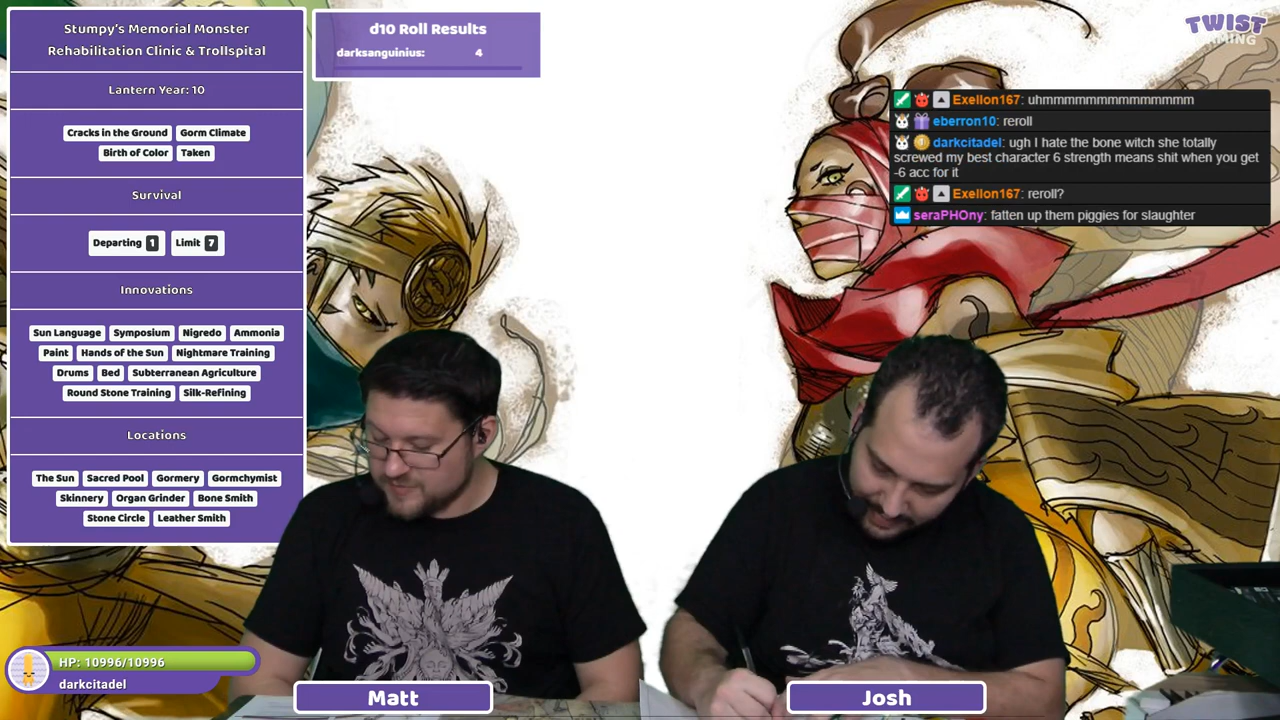 Stumpy's Memorial Monster
Rehabilitation Clinic & Trollspital
Lantern Year: 10
Cracks in the Ground Gorm Climate
Birth of Color Taken
Survival
Departing 1 Limit 7
Innovations
Sun Language Symposium Nigredo Ammonia
Paint Hands of the Sun Nightmare Training
Drums Bed Subterranean Agriculture
Round Stone Training Silk-Refining
Locations
The Sun Sacred Pool Gormery Gormchymist
Skinnery Organ Grinder Bone Smith
Stone Circle Leather Smith
d10 Roll Results
darksanguinius: 4
TWIST
GAMING
Exellon167: uhmmmmmmmmmmmmmmmm
eberron10: reroll
darkcitadel: ugh I hate the bone witch she totally
screwed my best character 6 strength means shit when you get
-6 acc for it
Exellon167: reroll?
seraPHOny: fatten up them piggies for slaughter
HP: 10996/10996
darkcitadel
Matt
Josh